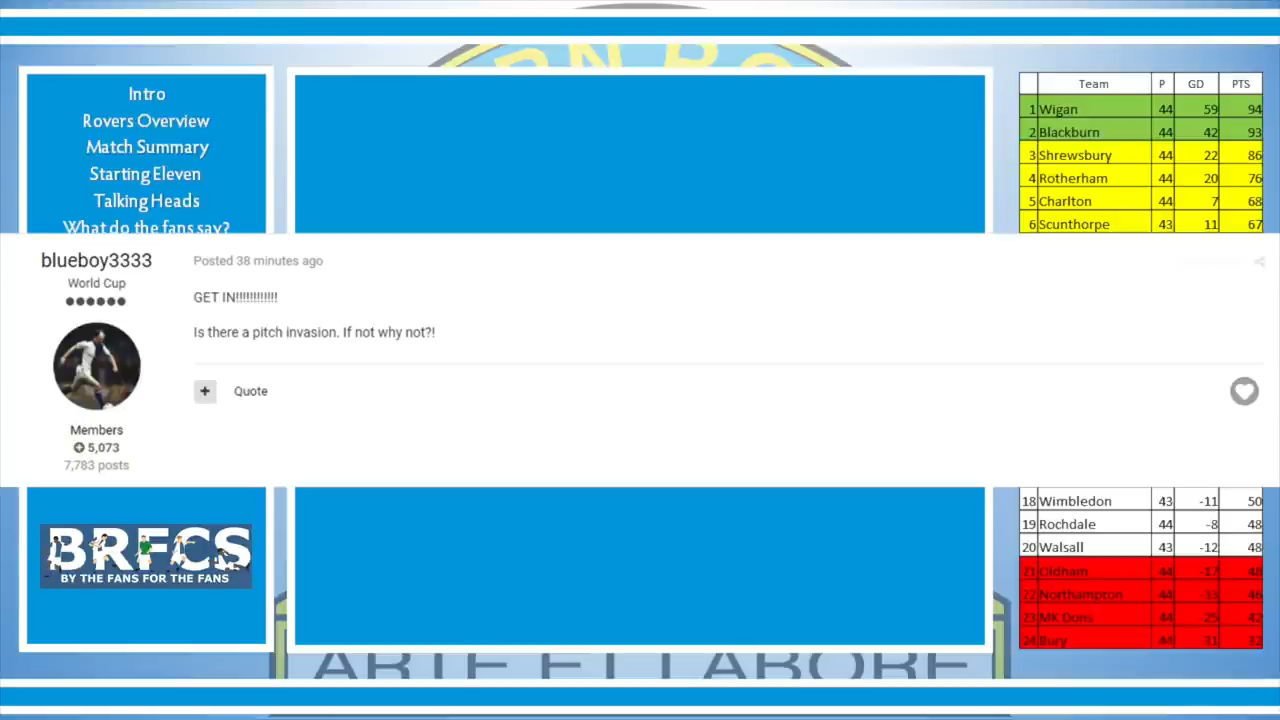 RN RO
Intro
Rovers Overview
Match Summary
Starting Eleven
Talking Heads
What do the fans say?
Team P GD PTS
1 Wigan 44 59 94
2 Blackburn 44 42 93
3 Shrewsbury 44 22 86
4 Rotherham 44 20 76
5 Charlton 44 7 68
6 Scunthorpe 43 11 67
blueboy3333
World Cup
Members
5,073
7,783 posts
Posted 38 minutes ago
GET IN!!!!!!!!!!!!
Is there a pitch invasion. If not why not?!
+ Quote
BRFCS
BY THE FANS FOR THE FANS
18 Wimbledon 43 -11 50
19 Rochdale 44 -8 48
20 Walsall 43 -12 48
21 Oldham 44 -17 48
22 Northampton 44 -33 46
23 MK Dons 44 -25 42
24 Bury 44 -31 32
ARTE ET LABORE